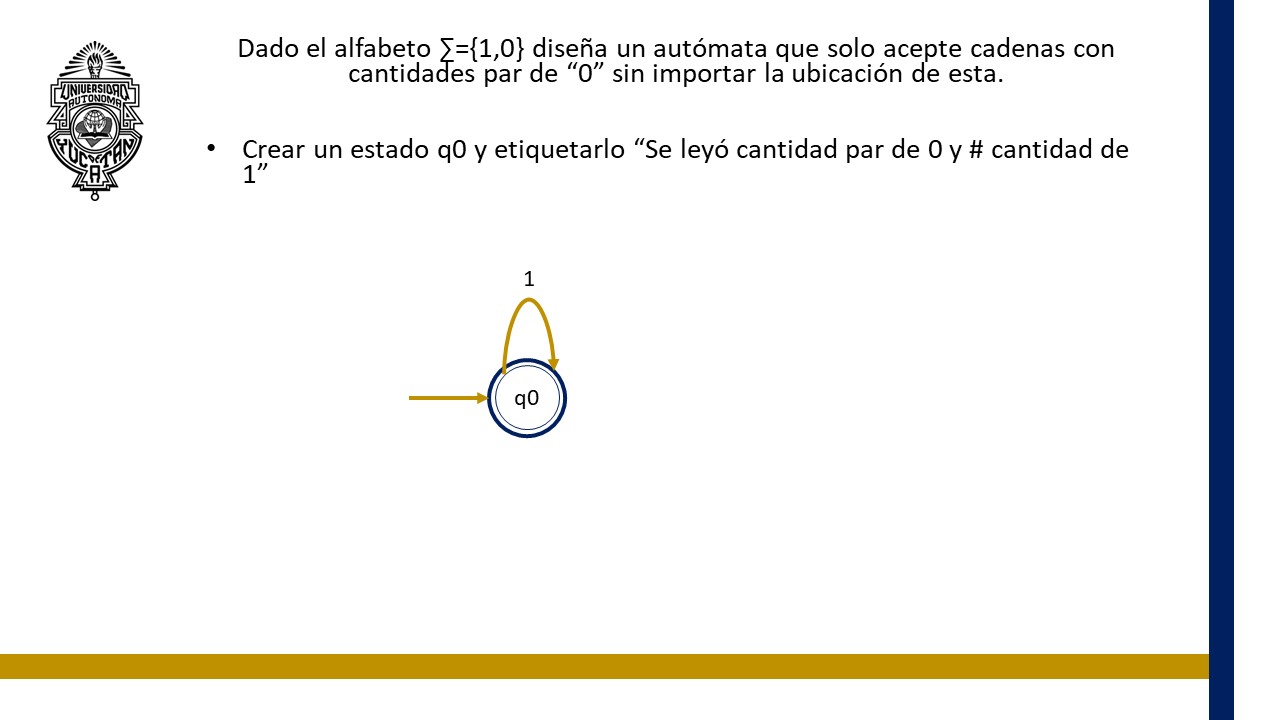 Dado el alfabeto ∑={1,0} diseña un autómata que solo acepte cadenas con
cantidades par de “0” sin importar la ubicación de esta.
UNIVERSIDAD
AUTONOMA
YUCATAN
8
• Crear un estado q0 y etiquetarlo “Se leyó cantidad par de 0 y # cantidad de
1”
1
q0